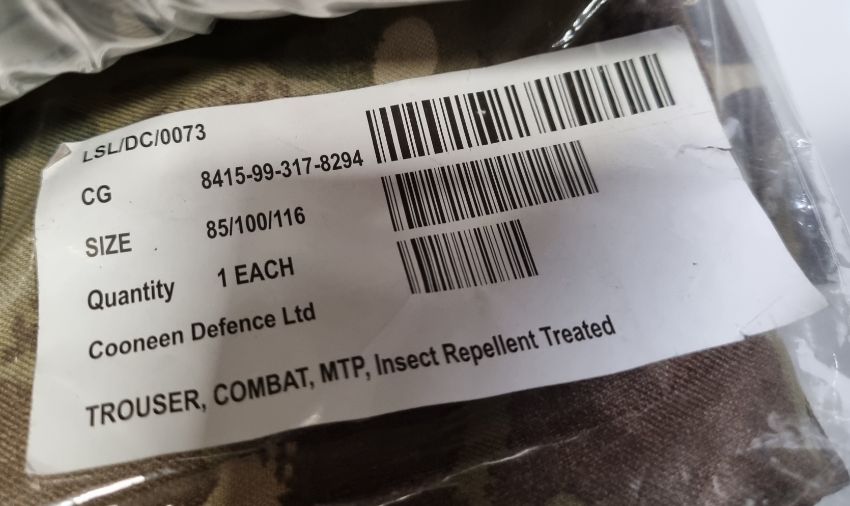 LSL/DC/0073
CG 8415-99-317-8294
SIZE 85/100/116
Quantity 1 EACH
Cooneen Defence Ltd
TROUSER, COMBAT, MTP, Insect Repellent Treated